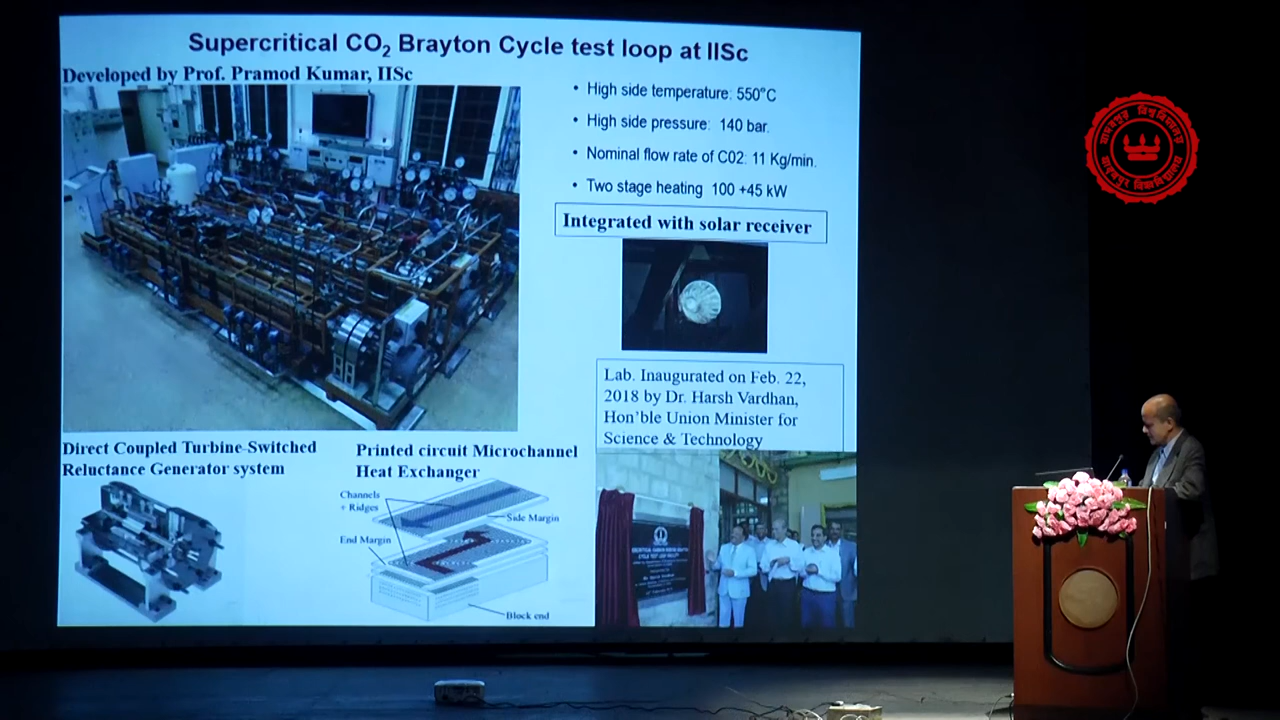 Supercritical CO₂ Brayton Cycle test loop at IISc
Developed by Prof. Pramod Kumar, IISc
• High side temperature: 550°C
• High side pressure: 140 bar.
• Nominal flow rate of C02: 11 Kg/min.
• Two stage heating 100 +45 kW
Integrated with solar receiver
Lab. Inaugurated on Feb. 22,
2018 by Dr. Harsh Vardhan,
Hon'ble Union Minister for
Science & Technology
Direct Coupled Turbine-Switched
Reluctance Generator system
Printed circuit Microchannel
Heat Exchanger
Channels
+ Ridges
Side Margin
End Margin
Block end
যাদবপুর বিশ্ববিদ্যালয়